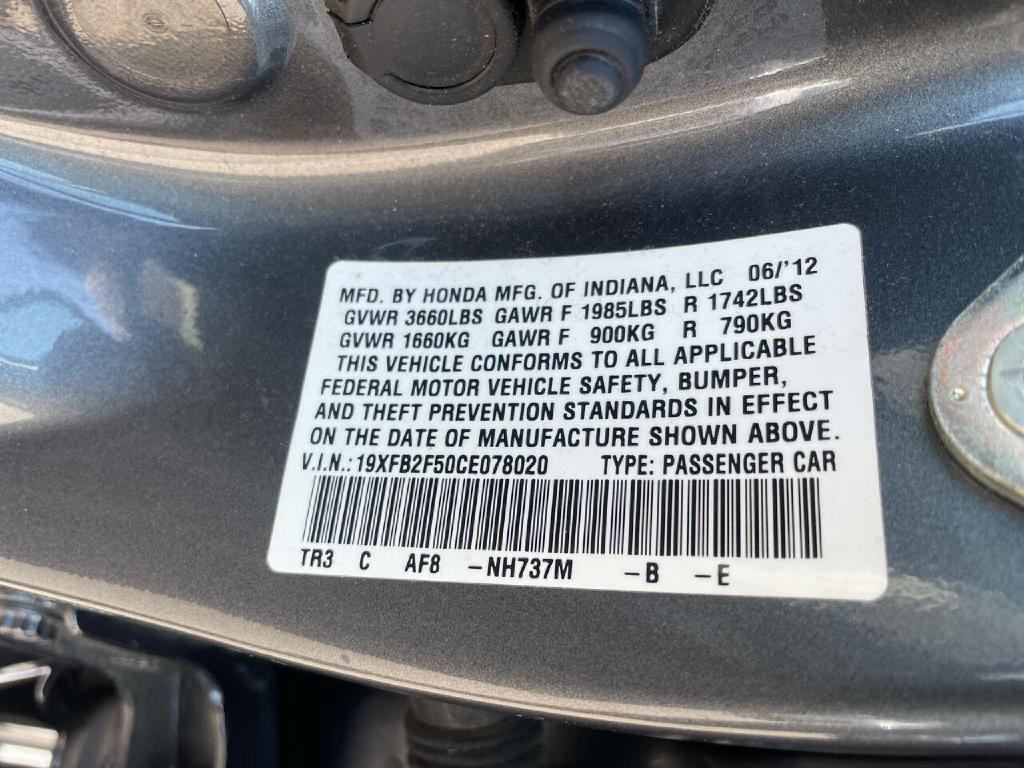 MFD. BY HONDA MFG. OF INDIANA, LLC 06/'12
GVWR 3660LBS GAWR F 1985LBS R 1742LBS
GVWR 1660KG GAWR F 900KG R 790KG
THIS VEHICLE CONFORMS TO ALL APPLICABLE
FEDERAL MOTOR VEHICLE SAFETY, BUMPER,
AND THEFT PREVENTION STANDARDS IN EFFECT
ON THE DATE OF MANUFACTURE SHOWN ABOVE.
V.I.N.: 19XFB2F50CE078020 TYPE: PASSENGER CAR
TR3 C AF8 -NH737M -B -E